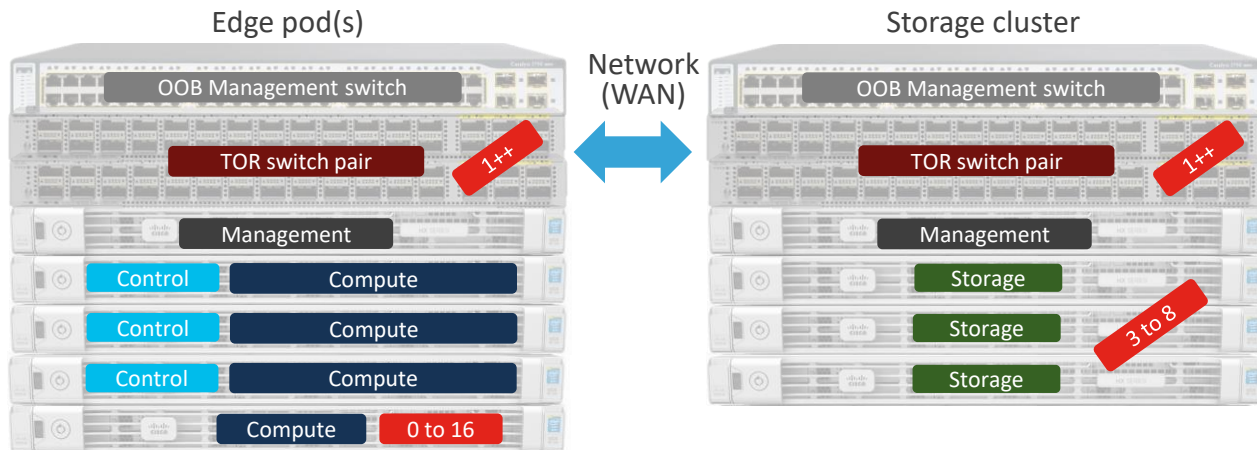 Edge pod(s)
Storage cluster
Network
(WAN)
OOB Management switch
TOR switch pair
1++
Management
Control
Compute
Control
Compute
Control
Compute
Compute
0 to 16
OOB Management switch
TOR switch pair
1++
Management
Storage
Storage
3 to 8
Storage